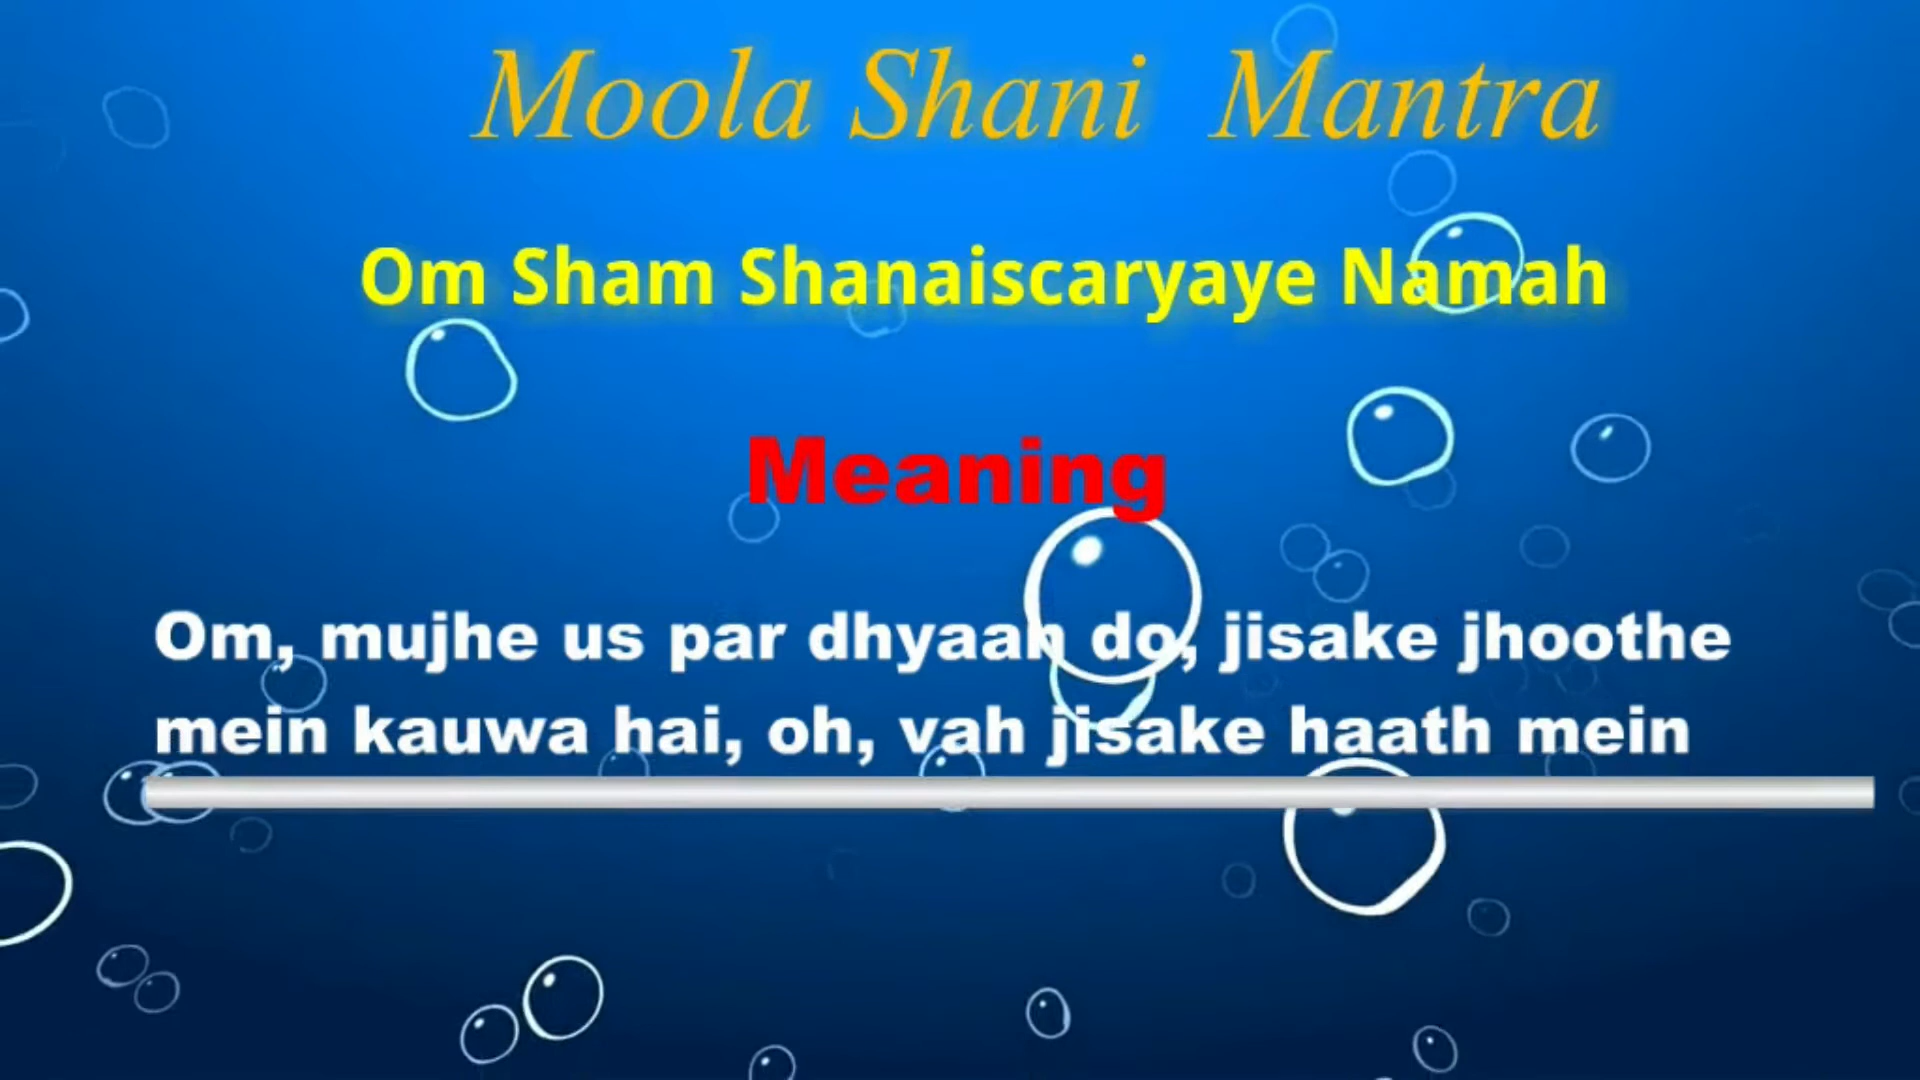 Moola Shani Mantra
Om Sham Shanaiscaryaye Namah
Meaning
Om, mujhe us par dhyaan do, jisake jhoothe
mein kauwa hai, oh, vah jisake haath mein